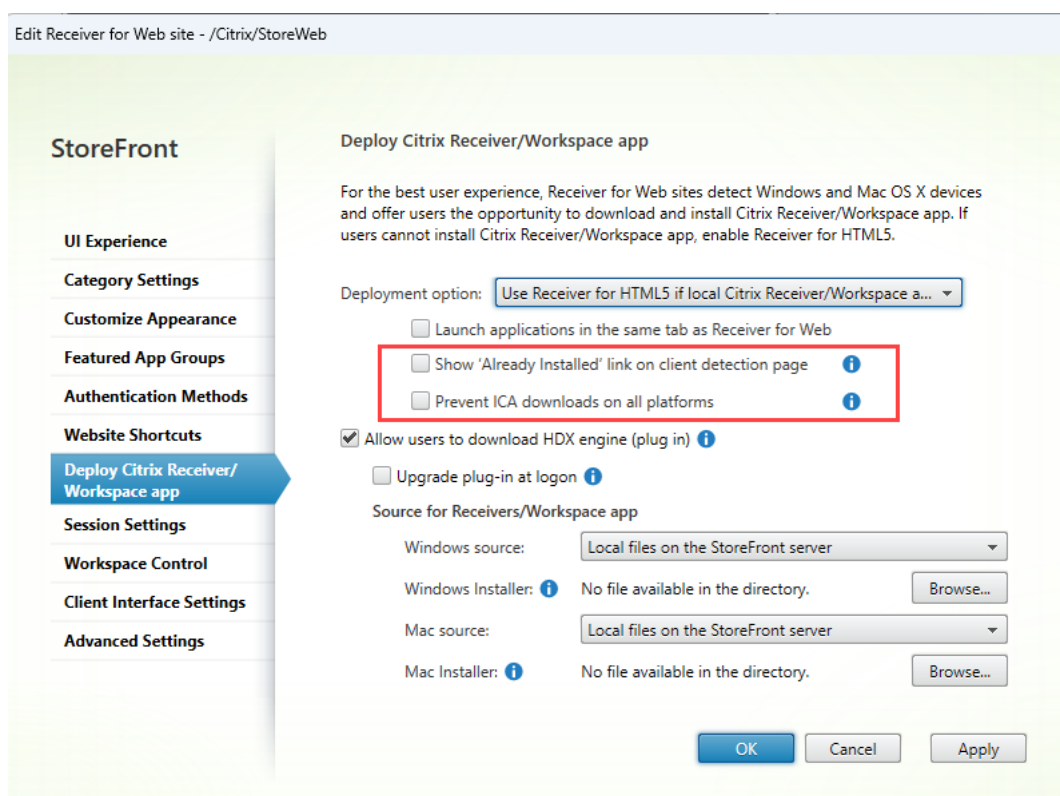 Edit Receiver for Web site - /Citrix/StoreWeb
StoreFront
UI Experience
Category Settings
Customize Appearance
Featured App Groups
Authentication Methods
Website Shortcuts
Deploy Citrix Receiver/
Workspace app
Session Settings
Workspace Control
Client Interface Settings
Advanced Settings
Deploy Citrix Receiver/Workspace app
For the best user experience, Receiver for Web sites detect Windows and Mac OS X devices
and offer users the opportunity to download and install Citrix Receiver/Workspace app. If
users cannot install Citrix Receiver/Workspace app, enable Receiver for HTML5.
Deployment option: Use Receiver for HTML5 if local Citrix Receiver/Workspace a...
Launch applications in the same tab as Receiver for Web
Show ‘Already Installed’ link on client detection page
Prevent ICA downloads on all platforms
Allow users to download HDX engine (plug in)
Upgrade plug-in at logon
Source for Receivers/Workspace app
Windows source: Local files on the StoreFront server
Windows Installer: No file available in the directory. Browse...
Mac source: Local files on the StoreFront server
Mac Installer: No file available in the directory. Browse...
OK Cancel Apply